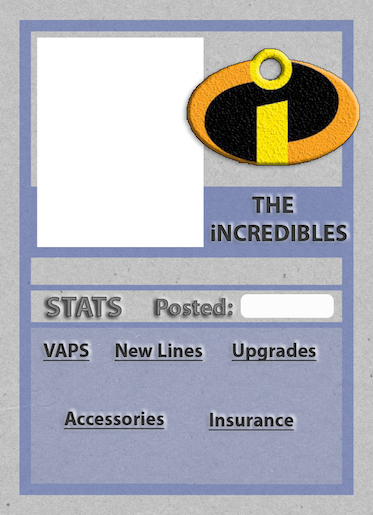 THE
iNCREDIBLES
STATS Posted:
VAPS New Lines Upgrades
Accessories Insurance